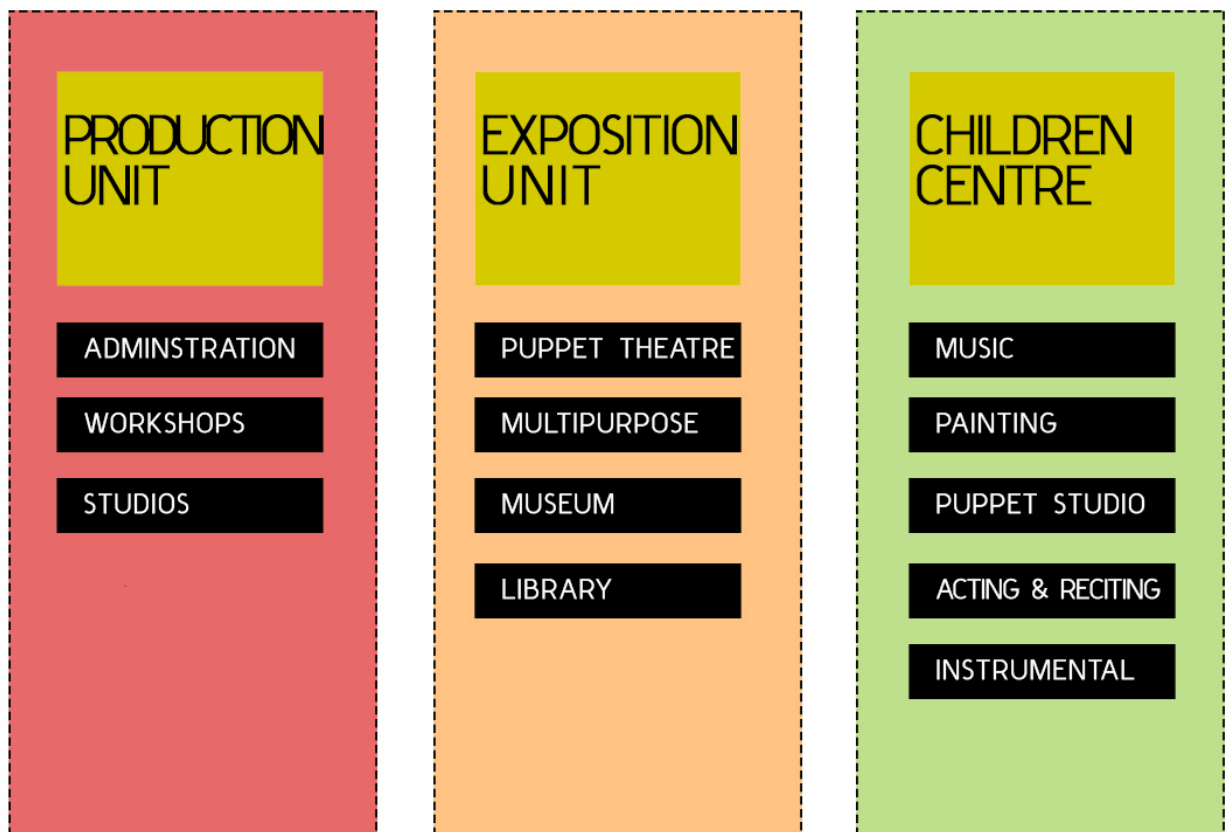 PRODUCTION
UNIT
ADMINSTRATION
WORKSHOPS
STUDIOS
EXPOSITION
UNIT
PUPPET THEATRE
MULTIPURPOSE
MUSEUM
LIBRARY
CHILDREN
CENTRE
MUSIC
PAINTING
PUPPET STUDIO
ACTING & RECITING
INSTRUMENTAL